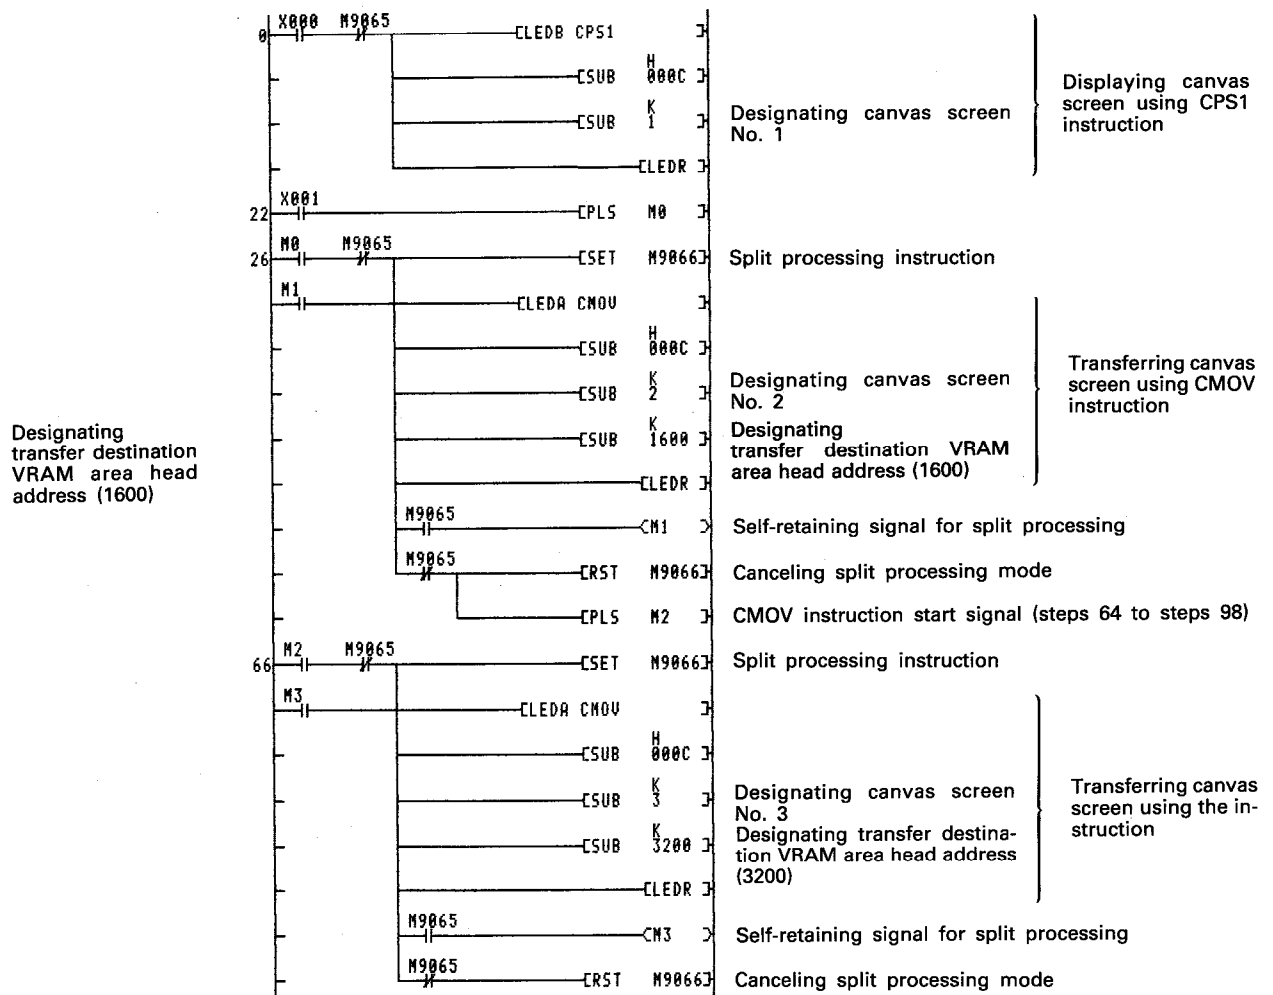 X000 M9065
0 [LEDB CPS1 ]
H
[SUB 000C ]
K
[SUB 1 ]
Designating canvas screen
No. 1
Displaying canvas
screen using CPS1
instruction
[LEDR ]
X001
22 [PLS M0 ]
M0 M9065
26 [SET M9066]
Split processing instruction
M1
[LEDA CMOV ]
H
[SUB 000C ]
K
[SUB 2 ]
Designating canvas screen
No. 2
Transferring canvas
screen using CMOV
instruction
K
[SUB 1600 ]
Designating
transfer destination VRAM
area head address (1600)
Designating
transfer destination
VRAM area head
address (1600)
[LEDR ]
M9065
(M1 )
Self-retaining signal for split processing
M9065
[RST M9066]
Canceling split processing mode
[PLS M2 ]
CMOV instruction start signal (steps 64 to steps 98)
M2 M9065
66 [SET M9066]
Split processing instruction
M3
[LEDA CMOV ]
H
[SUB 000C ]
K
[SUB 3 ]
Designating canvas screen
No. 3
Transferring canvas
screen using the in-
struction
K
[SUB 3200 ]
Designating transfer destina-
tion VRAM area head address
(3200)
[LEDR ]
M9065
(M3 )
Self-retaining signal for split processing
M9065
[RST M9066]
Canceling split processing mode